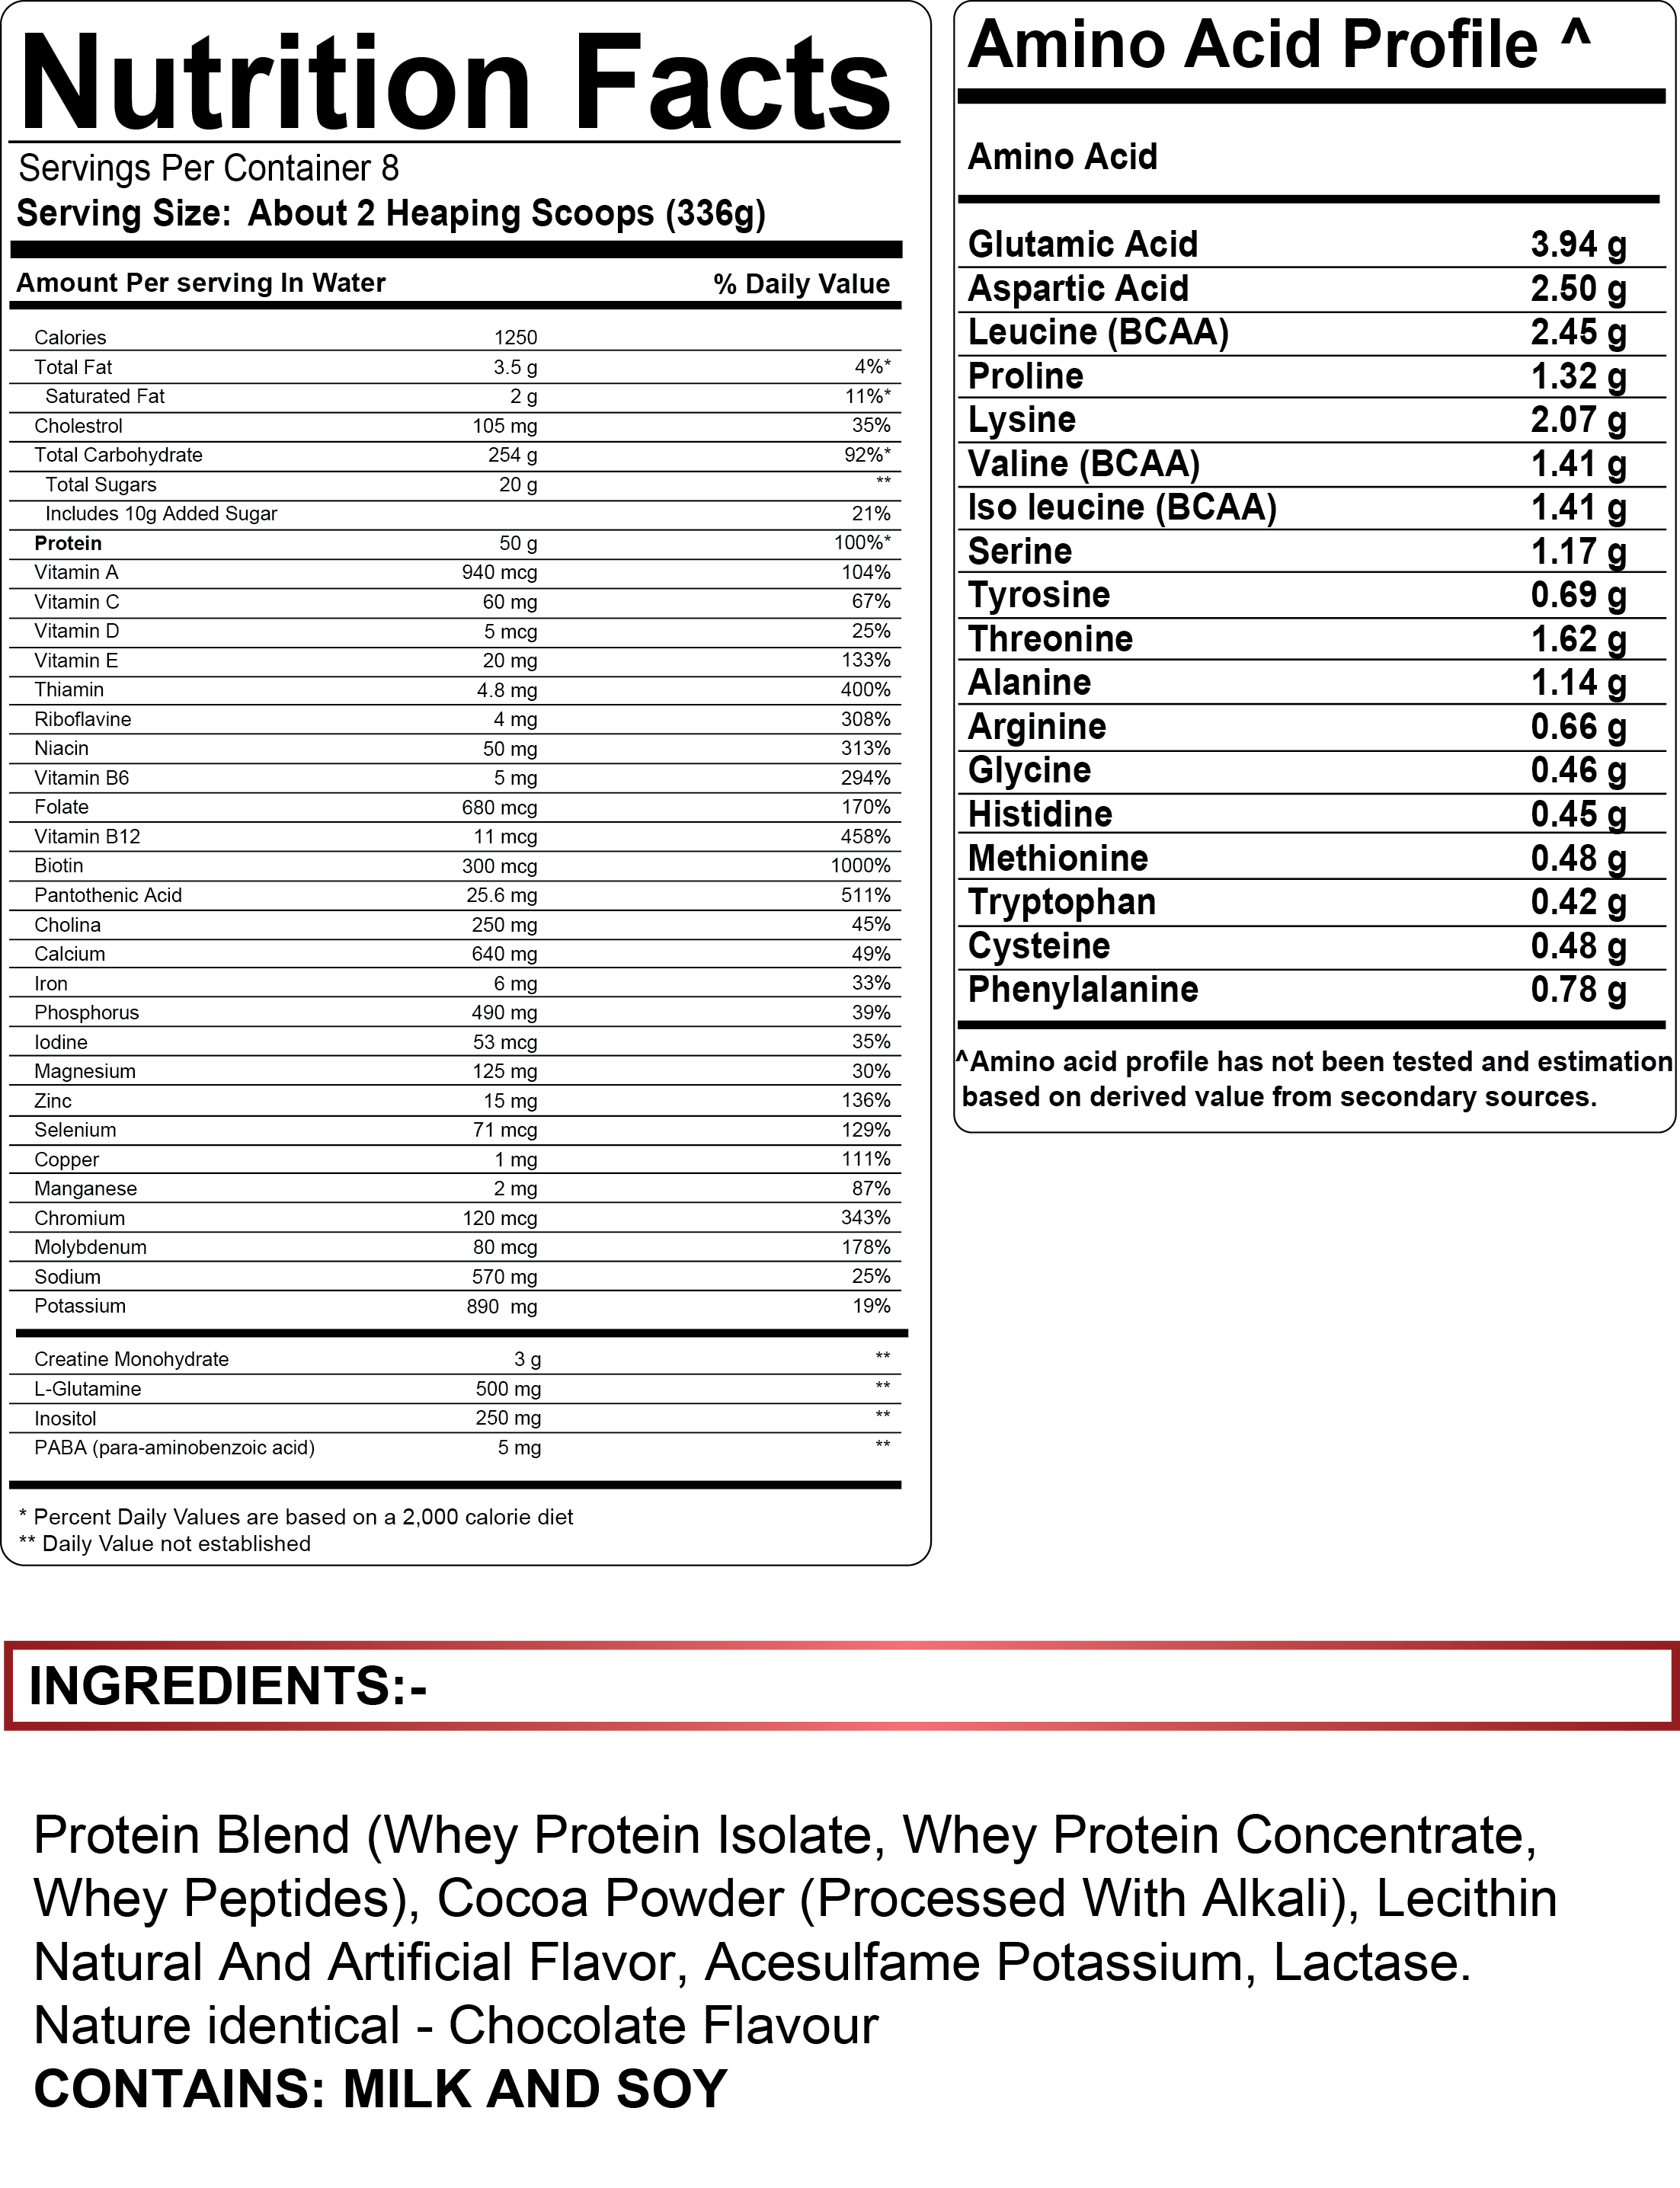 Nutrition Facts
Servings Per Container 8
Serving Size: About 2 Heaping Scoops (336g)
Amount Per serving In Water % Daily Value
Calories 1250
Total Fat 3.5 g 4%*
Saturated Fat 2 g 11%*
Cholestrol 105 mg 35%
Total Carbohydrate 254 g 92%*
Total Sugars 20 g **
Includes 10g Added Sugar 21%
Protein 50 g 100%*
Vitamin A 940 mcg 104%
Vitamin C 60 mg 67%
Vitamin D 5 mcg 25%
Vitamin E 20 mg 133%
Thiamin 4.8 mg 400%
Riboflavine 4 mg 308%
Niacin 50 mg 313%
Vitamin B6 5 mg 294%
Folate 680 mcg 170%
Vitamin B12 11 mcg 458%
Biotin 300 mcg 1000%
Pantothenic Acid 25.6 mg 511%
Cholina 250 mg 45%
Calcium 640 mg 49%
Iron 6 mg 33%
Phosphorus 490 mg 39%
Iodine 53 mcg 35%
Magnesium 125 mg 30%
Zinc 15 mg 136%
Selenium 71 mcg 129%
Copper 1 mg 111%
Manganese 2 mg 87%
Chromium 120 mcg 343%
Molybdenum 80 mcg 178%
Sodium 570 mg 25%
Potassium 890 mg 19%
Creatine Monohydrate 3 g **
L-Glutamine 500 mg **
Inositol 250 mg **
PABA (para-aminobenzoic acid) 5 mg **
* Percent Daily Values are based on a 2,000 calorie diet
** Daily Value not established
Amino Acid Profile ^
Amino Acid
Glutamic Acid 3.94 g
Aspartic Acid 2.50 g
Leucine (BCAA) 2.45 g
Proline 1.32 g
Lysine 2.07 g
Valine (BCAA) 1.41 g
Iso leucine (BCAA) 1.41 g
Serine 1.17 g
Tyrosine 0.69 g
Threonine 1.62 g
Alanine 1.14 g
Arginine 0.66 g
Glycine 0.46 g
Histidine 0.45 g
Methionine 0.48 g
Tryptophan 0.42 g
Cysteine 0.48 g
Phenylalanine 0.78 g
^Amino acid profile has not been tested and estimation
based on derived value from secondary sources.
INGREDIENTS:-
Protein Blend (Whey Protein Isolate, Whey Protein Concentrate,
Whey Peptides), Cocoa Powder (Processed With Alkali), Lecithin
Natural And Artificial Flavor, Acesulfame Potassium, Lactase.
Nature identical - Chocolate Flavour
CONTAINS: MILK AND SOY